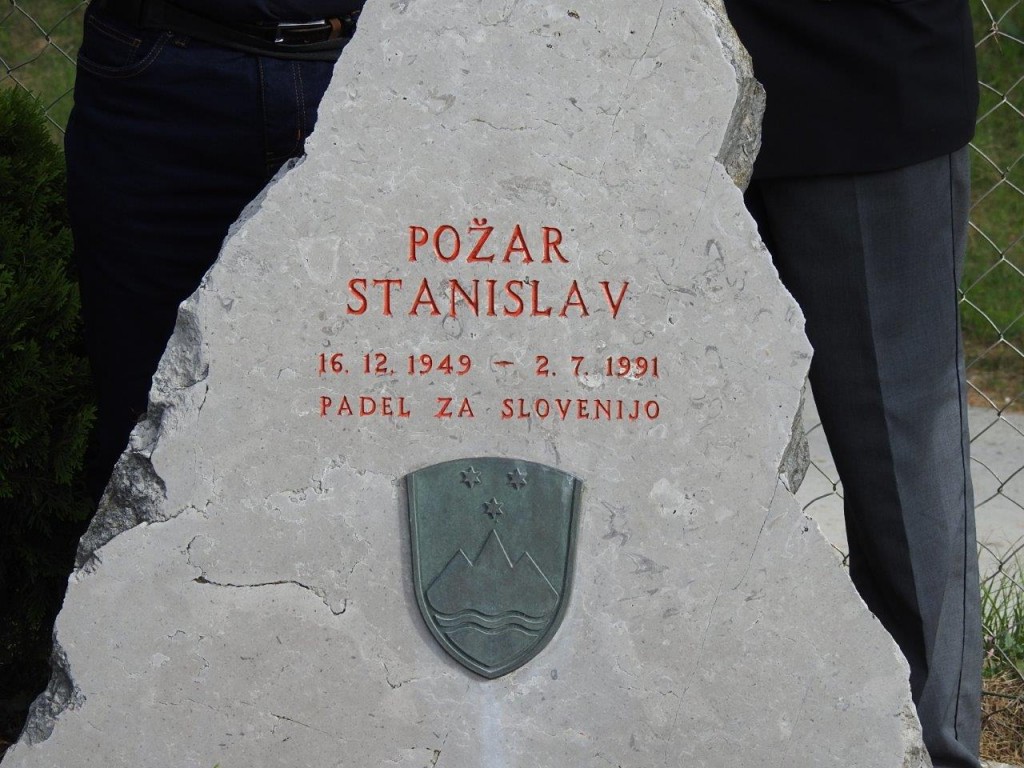 POŽAR
STANISLAV
16. 12. 1949 – 2. 7. 1991
PADEL ZA SLOVENIJO